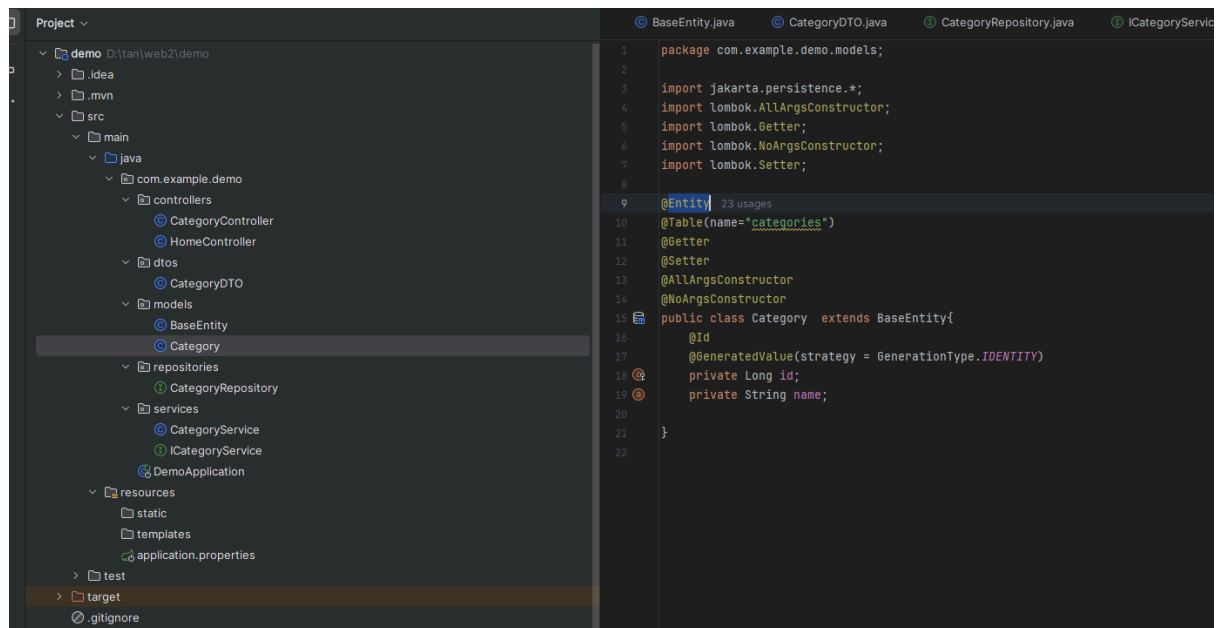 Project
demo D:\tan\web2\demo
.idea
.mvn
src
main
java
com.example.demo
controllers
CategoryController
HomeController
dtos
CategoryDTO
models
BaseEntity
Category
repositories
CategoryRepository
services
CategoryService
ICategoryService
DemoApplication
resources
static
templates
application.properties
test
target
.gitignore
BaseEntity.java CategoryDTO.java CategoryRepository.java ICategoryServic
1 package com.example.demo.models;
2
3 import jakarta.persistence.*;
4 import lombok.AllArgsConstructor;
5 import lombok.Getter;
6 import lombok.NoArgsConstructor;
7 import lombok.Setter;
8
9 @Entity 23 usages
10 @Table(name="categories")
11 @Getter
12 @Setter
13 @AllArgsConstructor
14 @NoArgsConstructor
15 public class Category extends BaseEntity{
16 @Id
17 @GeneratedValue(strategy = GenerationType.IDENTITY)
18 private Long id;
19 private String name;
20
21 }
22